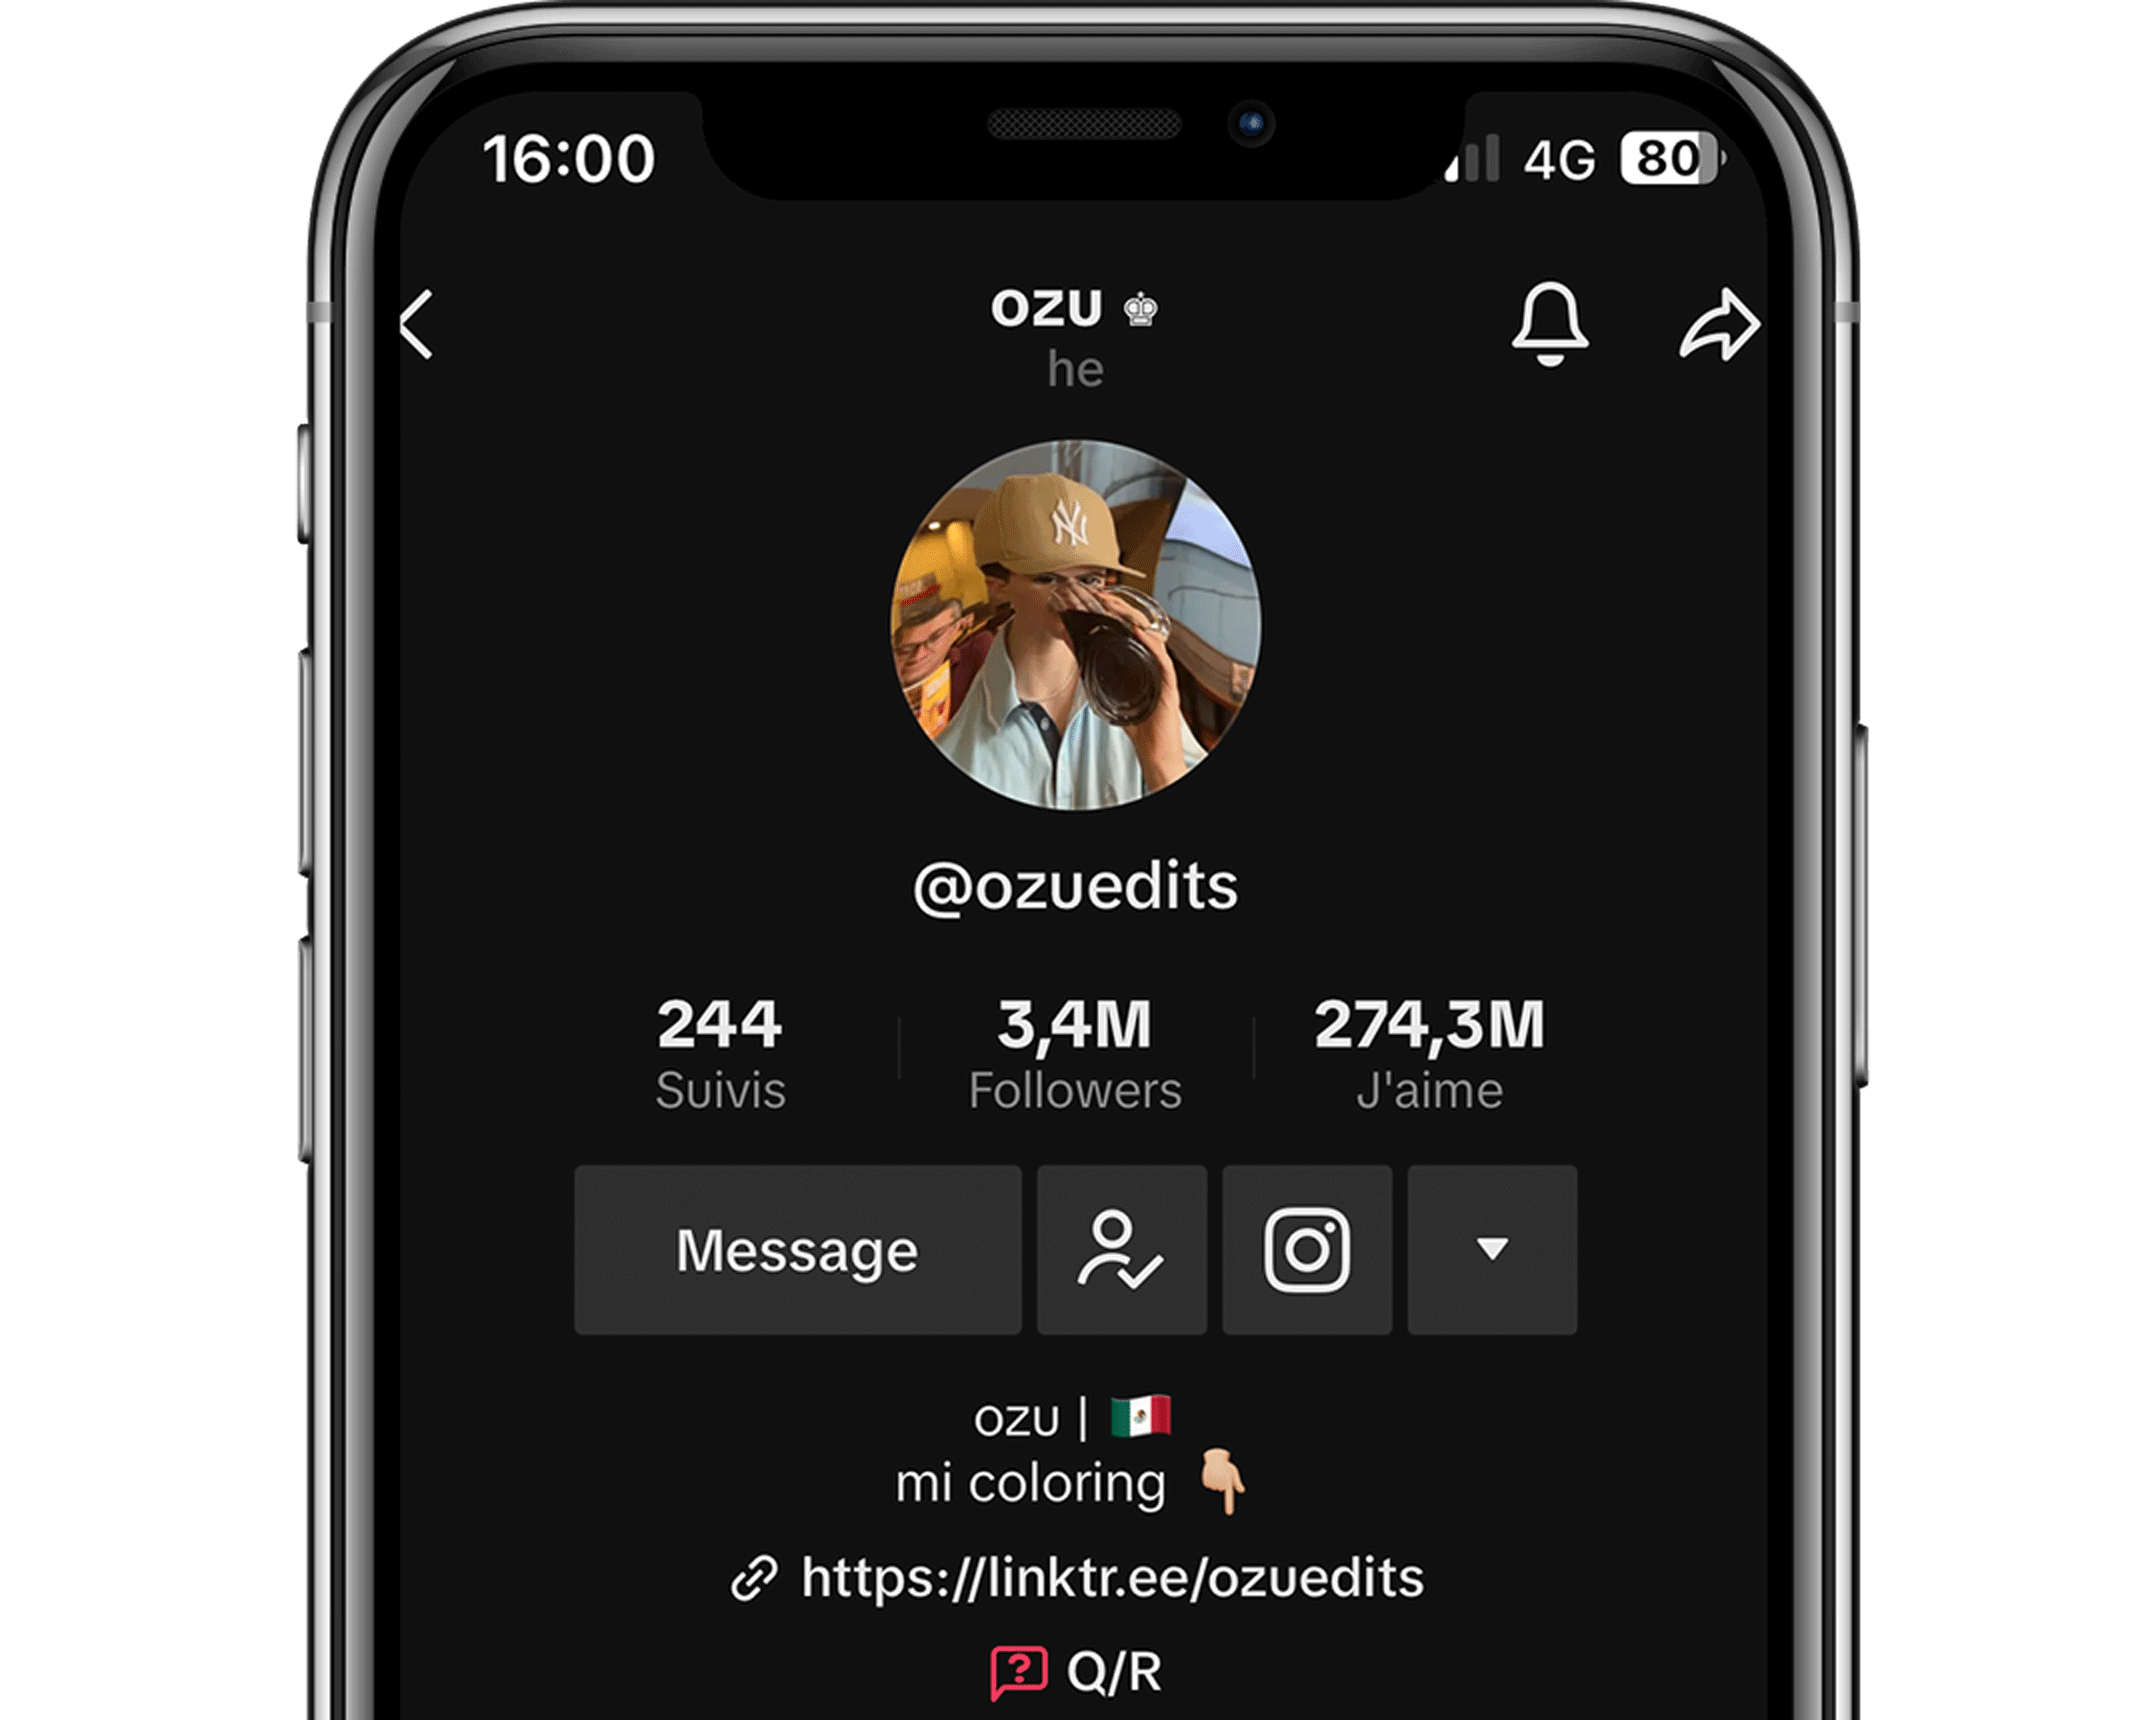 16:00 4G 80
ozu ♚
he
NY
@ozuedits
244 3,4M 274,3M
Suivis Followers J'aime
Message
ozu | 🇲🇽
mi coloring 👇🏼
https://linktr.ee/ozuedits
? Q/R